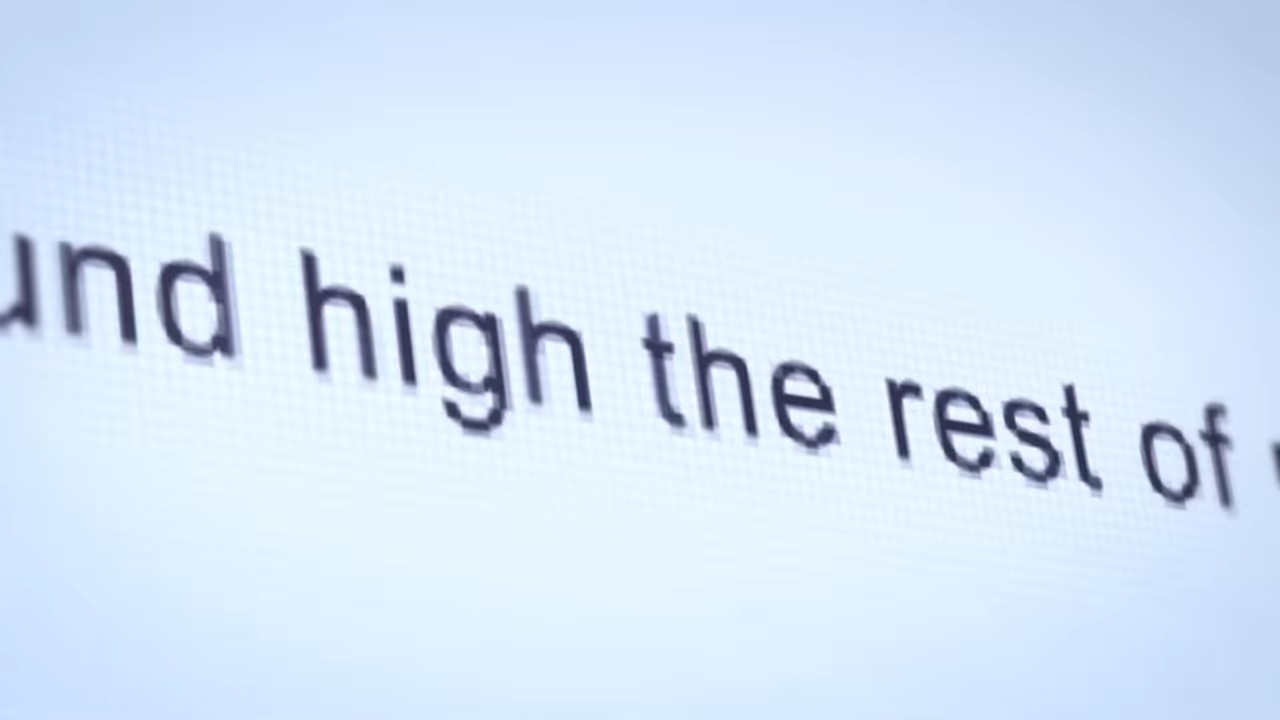 und high the rest of